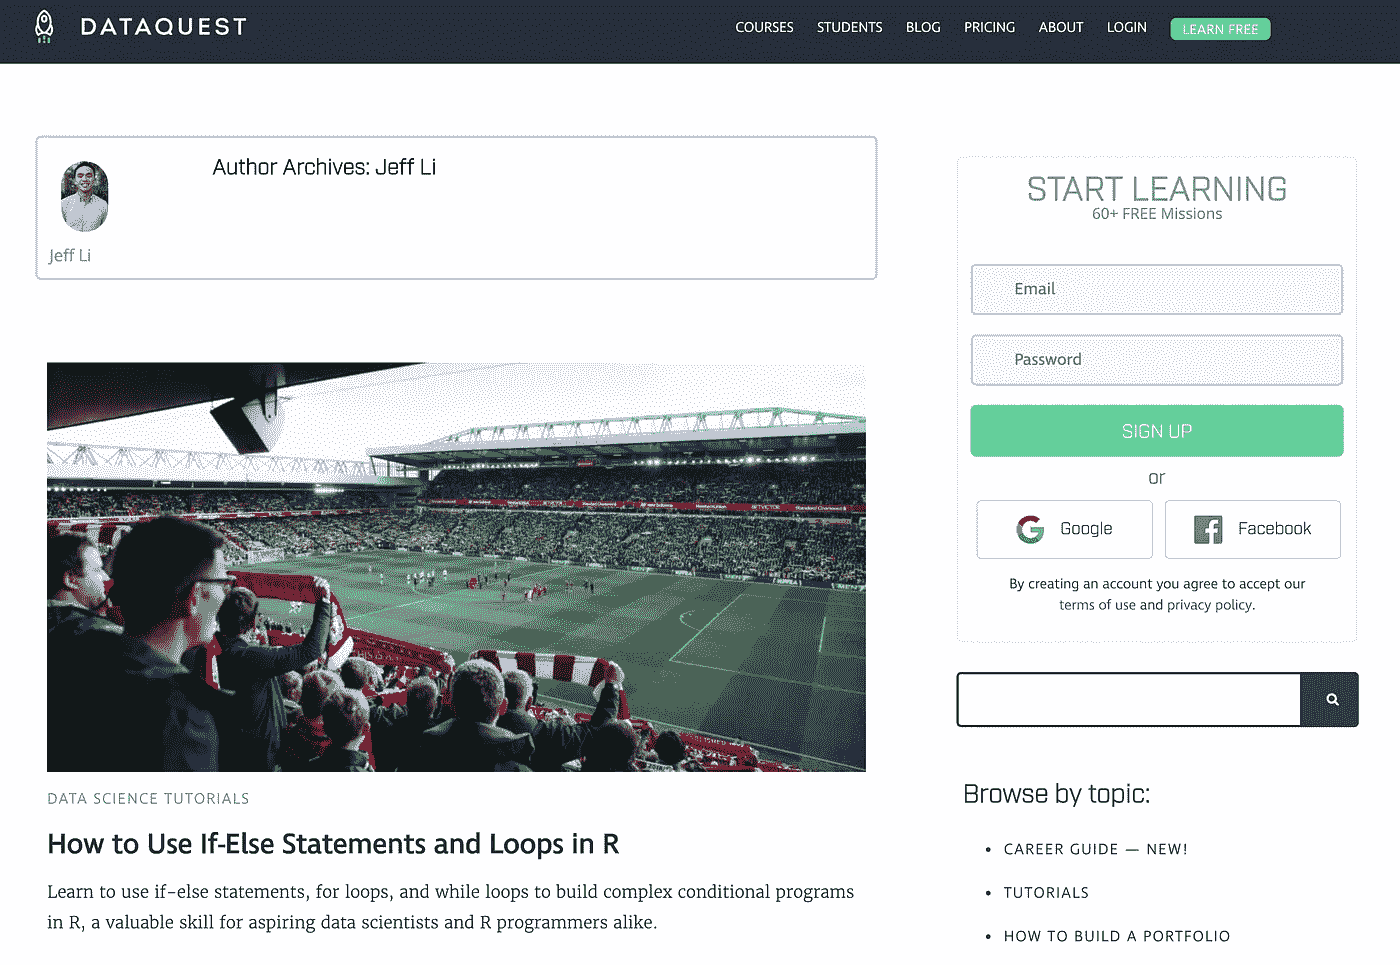 DATAQUEST
COURSES STUDENTS BLOG PRICING ABOUT LOGIN LEARN FREE
Author Archives: Jeff Li
Jeff Li
DATA SCIENCE TUTORIALS
How to Use If-Else Statements and Loops in R
Learn to use if-else statements, for loops, and while loops to build complex conditional programs
in R, a valuable skill for aspiring data scientists and R programmers alike.
START LEARNING
60+ FREE Missions
Email
Password
SIGN UP
or
Google Facebook
By creating an account you agree to accept our
terms of use and privacy policy.
Browse by topic:
• CAREER GUIDE — NEW!
• TUTORIALS
• HOW TO BUILD A PORTFOLIO